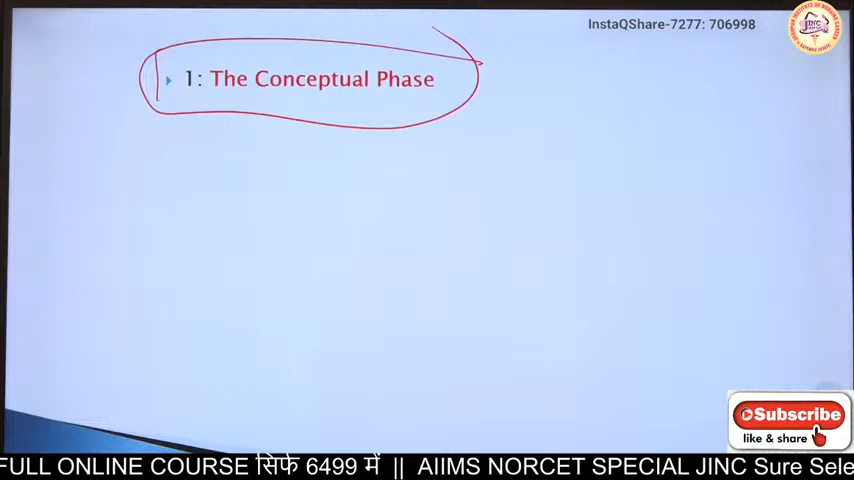 InstaQShare-7277: 706998
JINC
1: The Conceptual Phase
Subscribe
like & share
FULL ONLINE COURSE सिर्फ 6499 में || AIIMS NORCET SPECIAL JINC Sure Sele